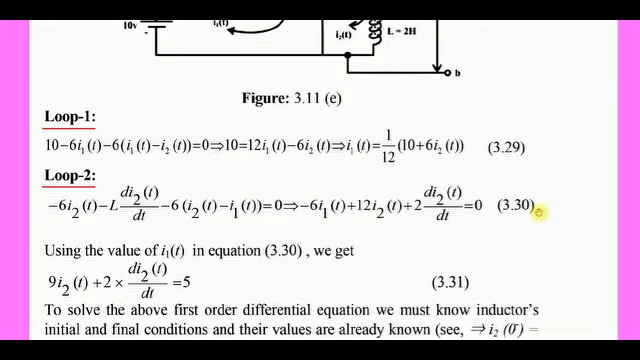 10v
-
i₁(t)
i₂(t)
L = 2H
b
Figure: 3.11 (e)
Loop-1:
10−6i₁(t)−6(i₁(t)−i₂(t))=0⇒10=12i₁(t)−6i₂(t)⇒i₁(t)=1/12(10+6i₂(t)) (3.29)
Loop-2:
−6i₂(t)−L di₂(t)/dt −6(i₂(t)−i₁(t))=0⇒−6i₁(t)+12i₂(t)+2 di₂(t)/dt =0 (3.30)
Using the value of i₁(t) in equation (3.30), we get
9i₂(t)+2× di₂(t)/dt =5 (3.31)
To solve the above first order differential equation we must know inductor's
initial and final conditions and their values are already known (see, ⇒i₂(0⁻) =